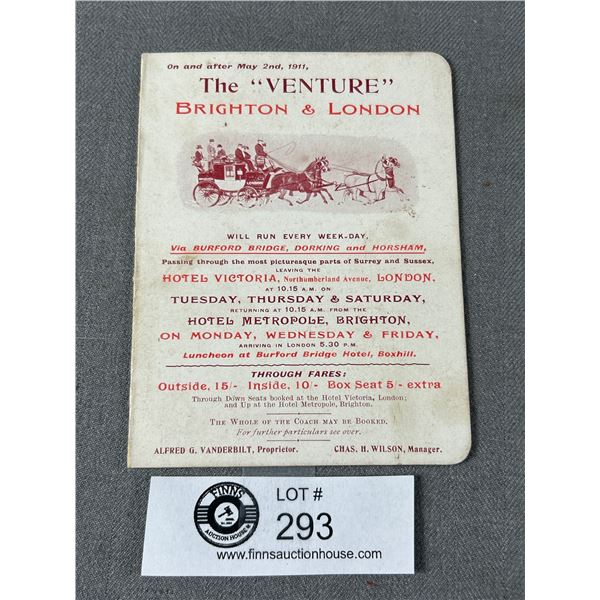 On and after May 2nd, 1911,
The "VENTURE"
BRIGHTON & LONDON
WILL RUN EVERY WEEK-DAY,
Via BURFORD BRIDGE, DORKING and HORSHAM,
Passing through the most picturesque parts of Surrey and Sussex,
LEAVING THE
HOTEL VICTORIA, Northumberland Avenue, LONDON,
AT 10.15 A.M. ON
TUESDAY, THURSDAY & SATURDAY,
RETURNING AT 10.15 A.M. FROM THE
HOTEL METROPOLE, BRIGHTON,
ON MONDAY, WEDNESDAY & FRIDAY,
ARRIVING IN LONDON 5.30 P.M.
Luncheon at Burford Bridge Hotel, Boxhill.
THROUGH FARES:
Outside, 15/- Inside, 10/- Box Seat 5/- extra
Through Down Seats booked at the Hotel Victoria, London;
and Up at the Hotel Metropole, Brighton.
THE WHOLE OF THE COACH MAY BE BOOKED.
For further particulars see over.
ALFRED G. VANDERBILT, Proprietor. CHAS. H. WILSON, Manager.
FINNS
AUCTION HOUSE
LOT #
293
www.finnsauctionhouse.com